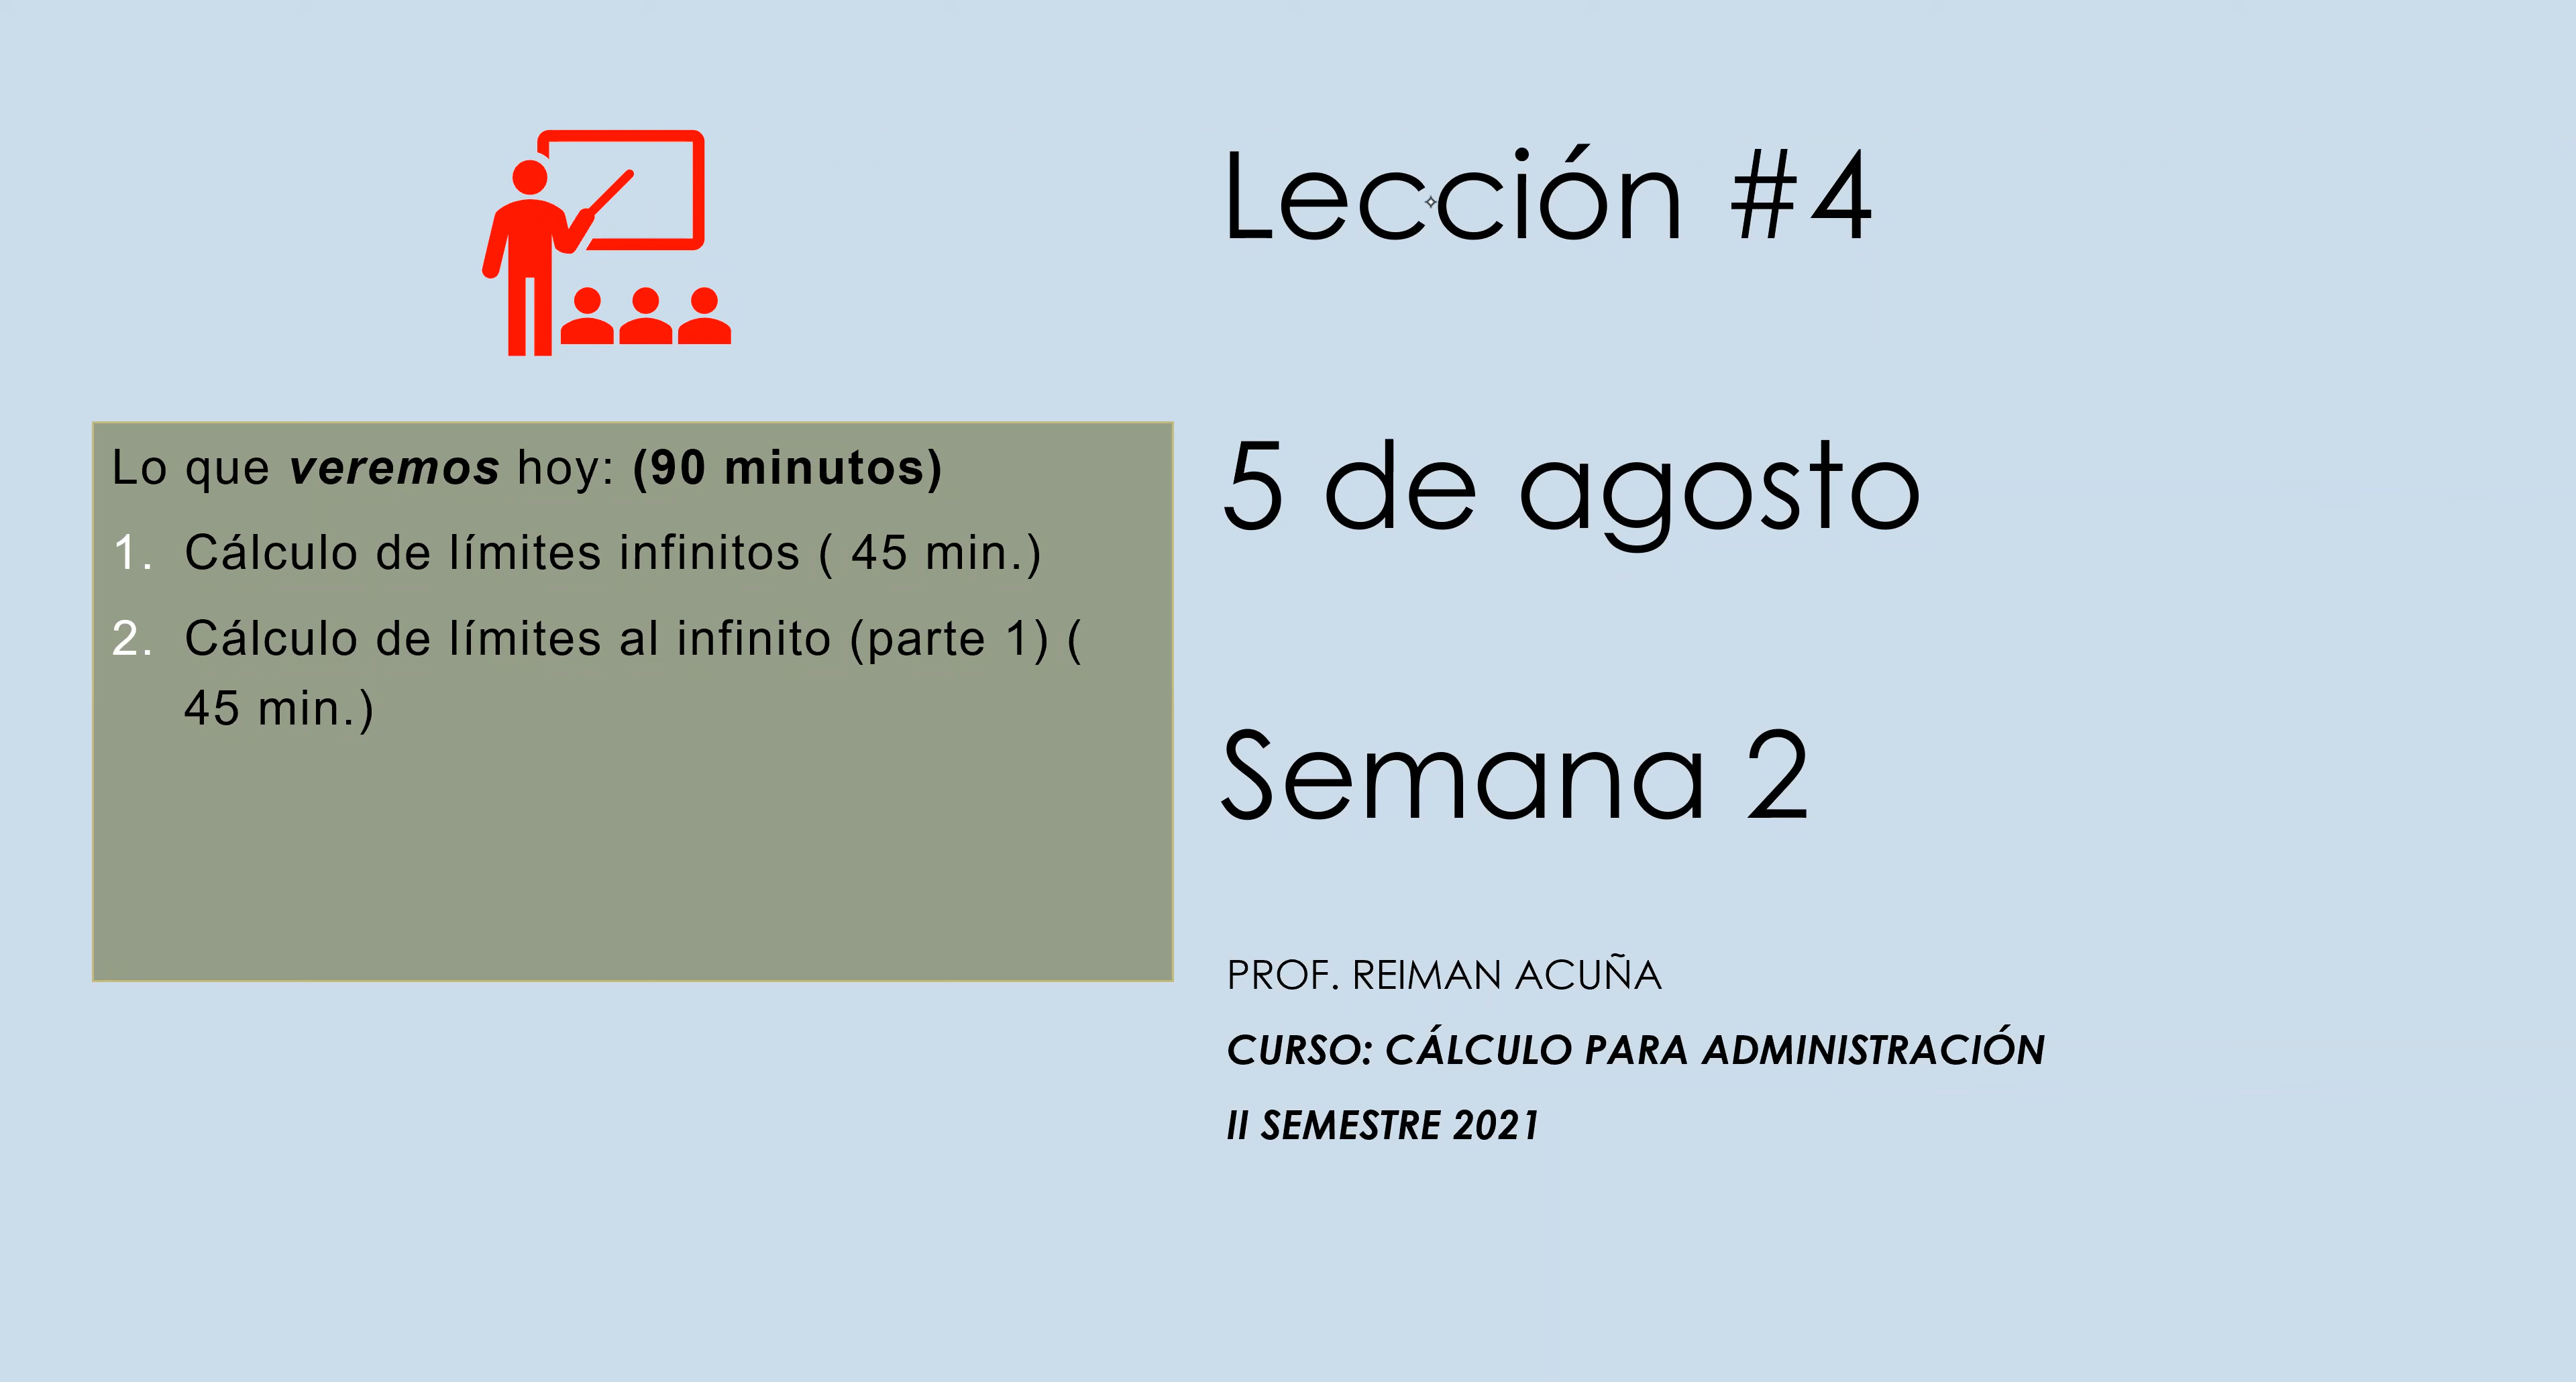 Lección #4
5 de agosto
Semana 2
Lo que veremos hoy: (90 minutos)
1. Cálculo de límites infinitos ( 45 min.)
2. Cálculo de límites al infinito (parte 1) (
45 min.)
PROF. REIMAN ACUÑA
CURSO: CÁLCULO PARA ADMINISTRACIÓN
II SEMESTRE 2021